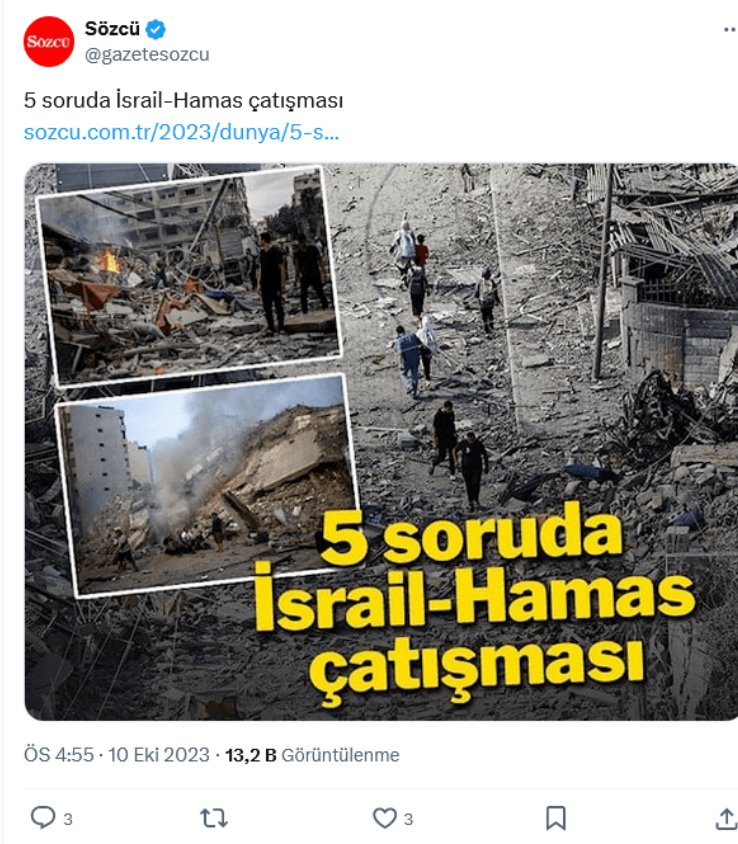 Sözcü
SÖZCÜ
@gazetesozcu
5 soruda İsrail-Hamas çatışması
sozcu.com.tr/2023/dunya/5-s...
5 soruda
İsrail-Hamas
çatışması
ÖS 4:55 · 10 Eki 2023 · 13,2 B Görüntülenme
3
3